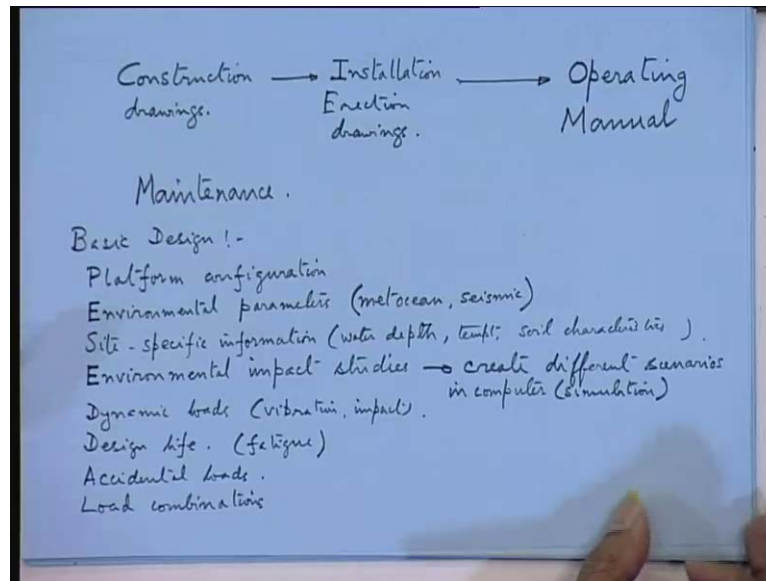 Construction → Installation → Operating
drawings. Erection Manual
drawings.
Maintenance.
Basic Design :-
Platform configuration
Environmental parameters (metocean, seismic)
Site-specific information (water depth, tempt, soil characteristics).
Environmental impact studies → create different scenarios
in computer (simulation)
Dynamic loads (vibration, impact).
Design life. (fatigue)
Accidental loads.
Load combinations